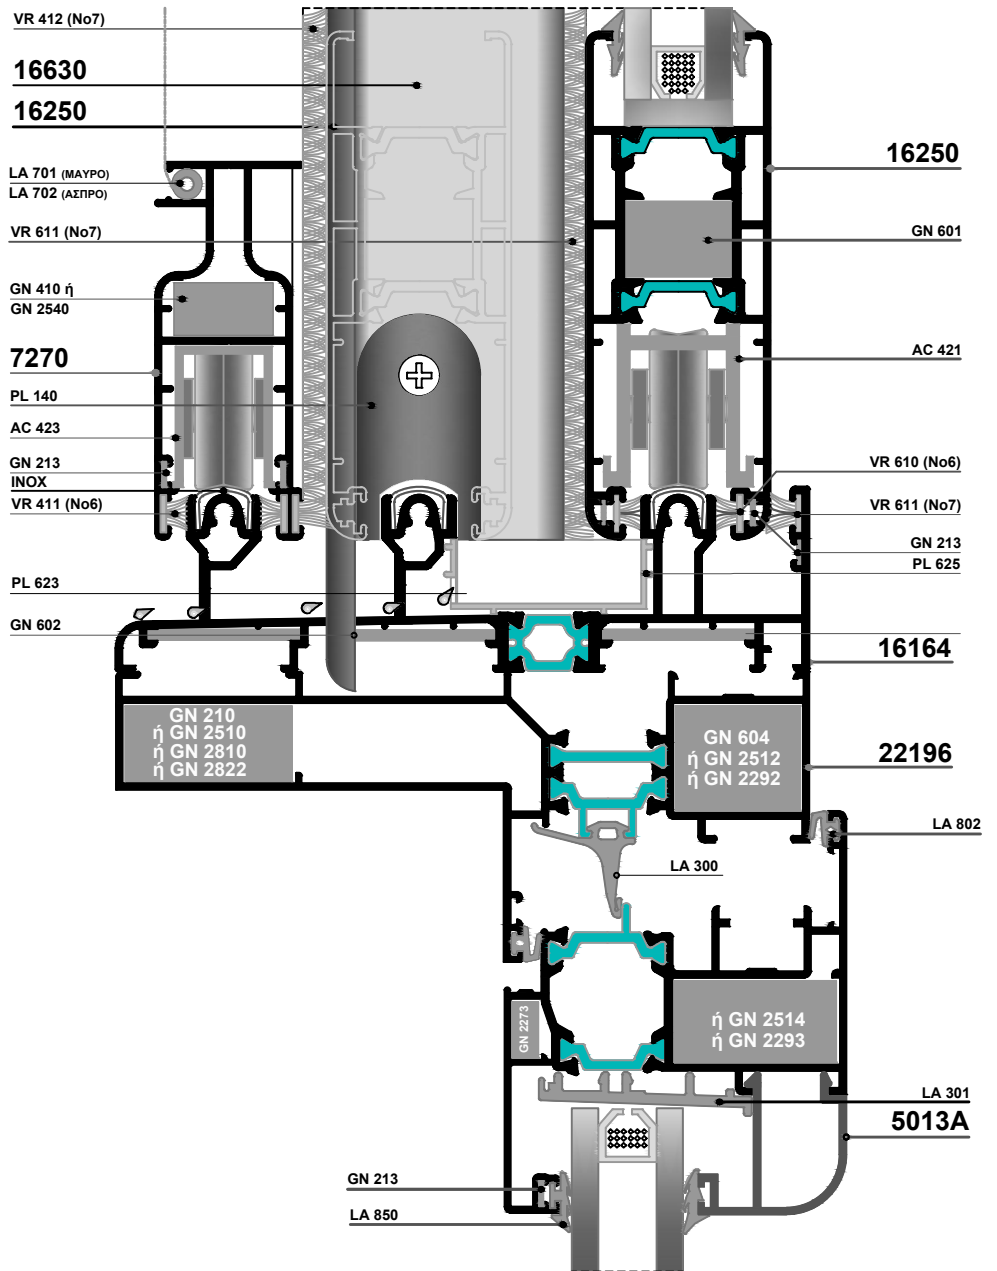 VR 412 (No7)
16630
16250
LA 701 (ΜΑΥΡΟ)
LA 702 (ΑΣΠΡΟ)
VR 611 (No7)
GN 410 ή
GN 2540
7270
PL 140
AC 423
GN 213
INOX
VR 411 (No6)
PL 623
GN 602
16250
GN 601
AC 421
VR 610 (No6)
VR 611 (No7)
GN 213
PL 625
16164
GN 210
ή GN 2510
ή GN 2810
ή GN 2822
GN 604
ή GN 2512
ή GN 2292
22196
LA 802
LA 300
GN 2273
ή GN 2514
ή GN 2293
LA 301
5013A
GN 213
LA 850